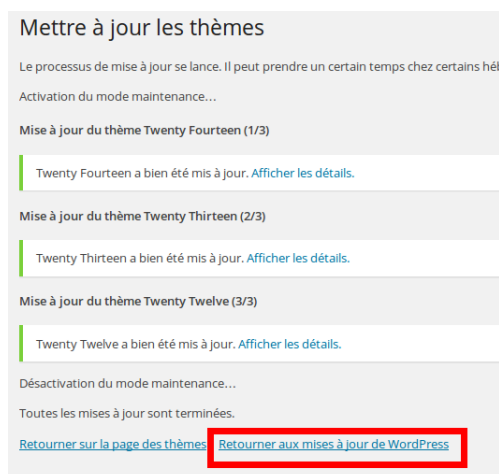 Mettre à jour les thèmes
Le processus de mise à jour se lance. Il peut prendre un certain temps chez certains
Activation du mode maintenance…
Mise à jour du thème Twenty Fourteen (1/3)
Twenty Fourteen a bien été mis à jour. Afficher les détails.
Mise à jour du thème Twenty Thirteen (2/3)
Twenty Thirteen a bien été mis à jour. Afficher les détails.
Mise à jour du thème Twenty Twelve (3/3)
Twenty Twelve a bien été mis à jour. Afficher les détails.
Désactivation du mode maintenance…
Toutes les mises à jour sont terminées.
Retourner sur la page des thèmes Retourner aux mises à jour de WordPress